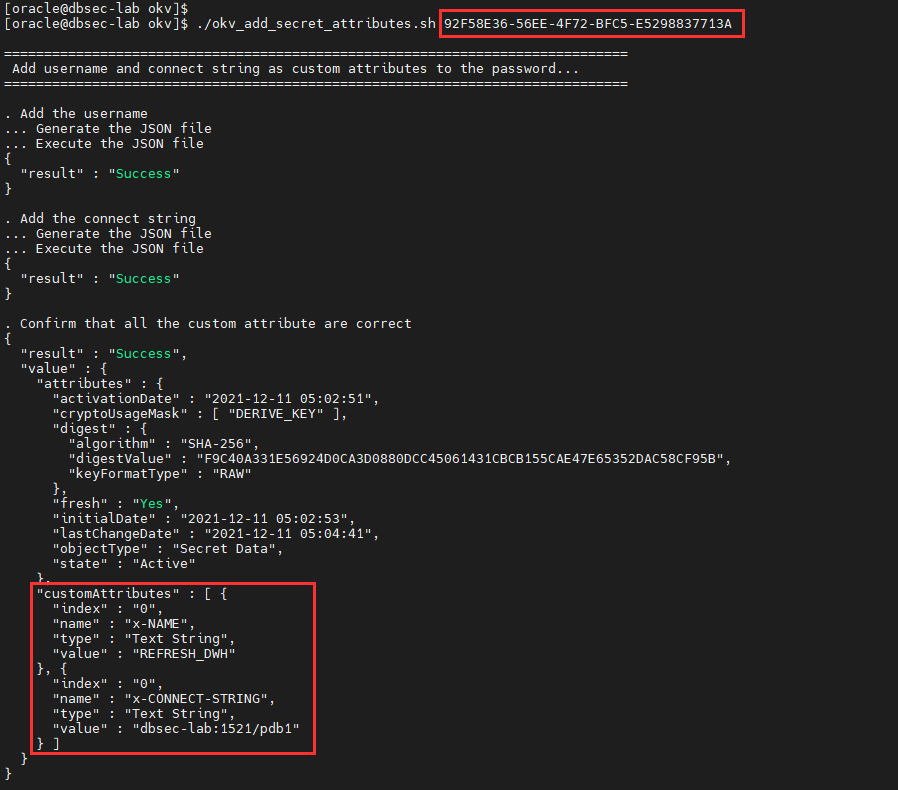 [oracle@dbsec-lab okv]$
[oracle@dbsec-lab okv]$ ./okv_add_secret_attributes.sh 92F58E36-56EE-4F72-BFC5-E5298837713A
==============================================================================
Add username and connect string as custom attributes to the password...
==============================================================================
. Add the username
... Generate the JSON file
... Execute the JSON file
{
"result" : "Success"
}
. Add the connect string
... Generate the JSON file
... Execute the JSON file
{
"result" : "Success"
}
. Confirm that all the custom attribute are correct
{
"result" : "Success",
"value" : {
"attributes" : {
"activationDate" : "2021-12-11 05:02:51",
"cryptoUsageMask" : [ "DERIVE_KEY" ],
"digest" : {
"algorithm" : "SHA-256",
"digestValue" : "F9C40A331E56924D0CA3D0880DCC45061431CBCB155CAE47E65352DAC58CF95B",
"keyFormatType" : "RAW"
},
"fresh" : "Yes",
"initialDate" : "2021-12-11 05:02:53",
"lastChangeDate" : "2021-12-11 05:04:41",
"objectType" : "Secret Data",
"state" : "Active"
},
"customAttributes" : [ {
"index" : "0",
"name" : "x-NAME",
"type" : "Text String",
"value" : "REFRESH_DWH"
}, {
"index" : "0",
"name" : "x-CONNECT-STRING",
"type" : "Text String",
"value" : "dbsec-lab:1521/pdb1"
} ]
}
}